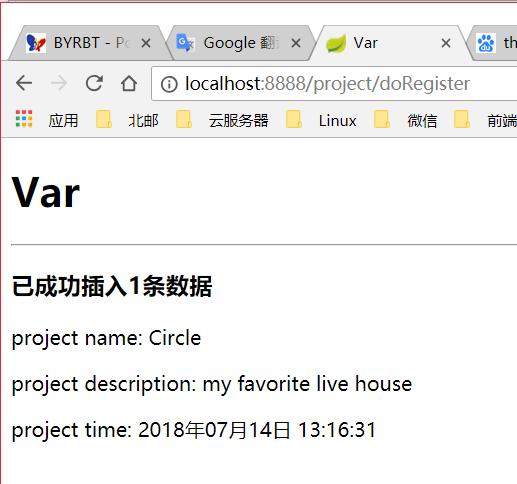 BYRBT - Po Google 翻 Var th
localhost:8888/project/doRegister
应用 北邮 云服务器 Linux 微信 前端
Var
已成功插入1条数据
project name: Circle
project description: my favorite live house
project time: 2018年07月14日 13:16:31